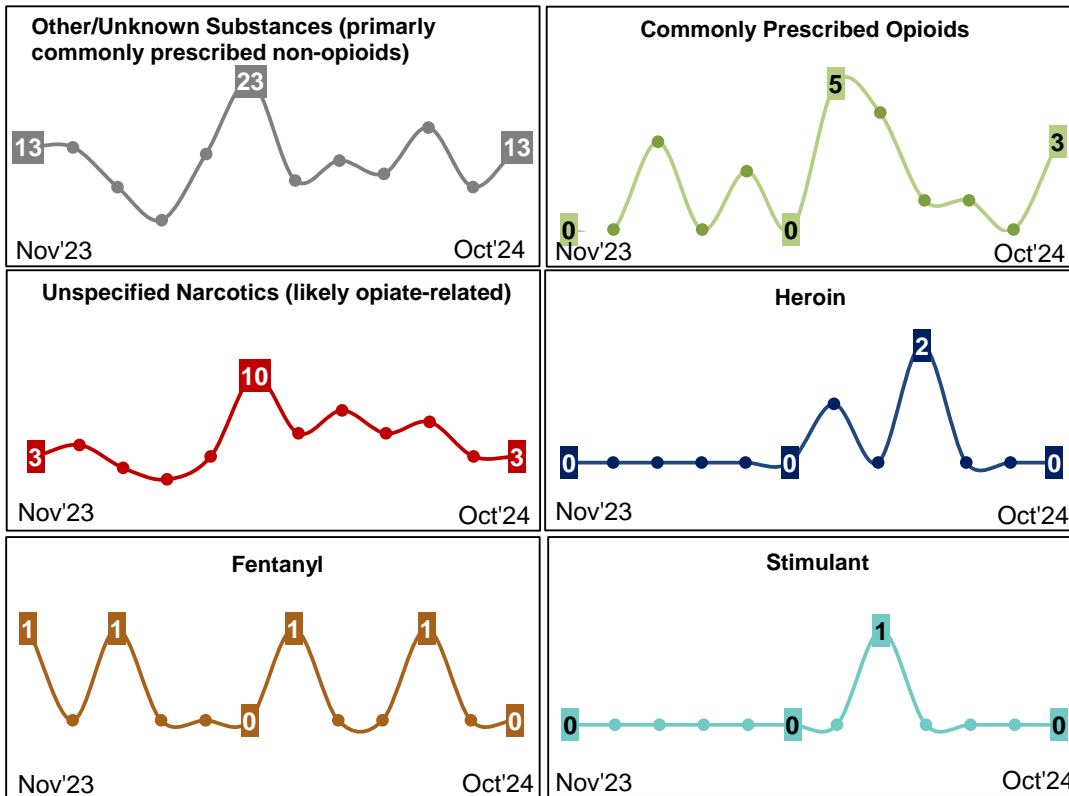 Other/Unknown Substances (primarly
commonly prescribed non-opioids)
23
13
13
Nov'23
Oct'24
Commonly Prescribed Opioids
5
3
0
0
Nov'23
Oct'24
Unspecified Narcotics (likely opiate-related)
10
3
3
Nov'23
Oct'24
Heroin
2
0
0
0
Nov'23
Oct'24
Fentanyl
1
1
1
1
0
0
Nov'23
Oct'24
Stimulant
1
0
0
0
Nov'23
Oct'24